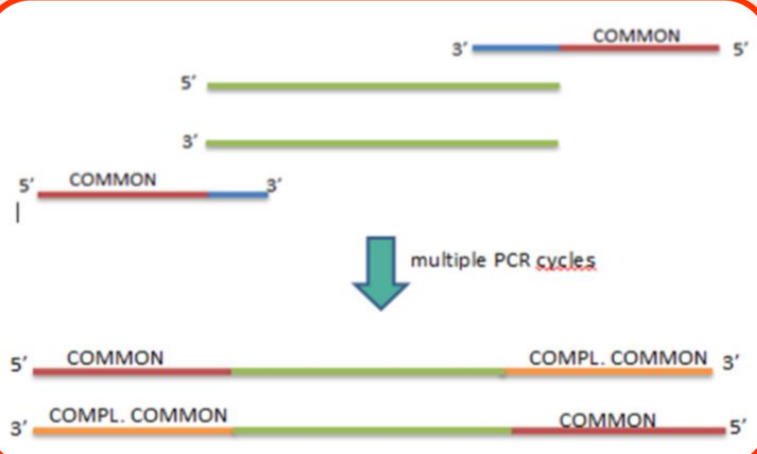 COMMON
3′ 5′
5′
3′
COMMON
5′ 3′
multiple PCR cycles
COMMON COMPL. COMMON
5′ 3′
COMPL. COMMON COMMON
3′ 5′